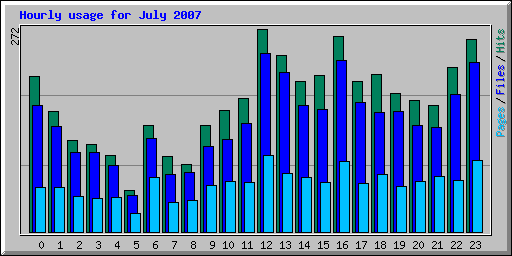 Hourly usage for July 2007
272
Pages / Files / Hits
0 1 2 3 4 5 6 7 8 9 10 11 12 13 14 15 16 17 18 19 20 21 22 23